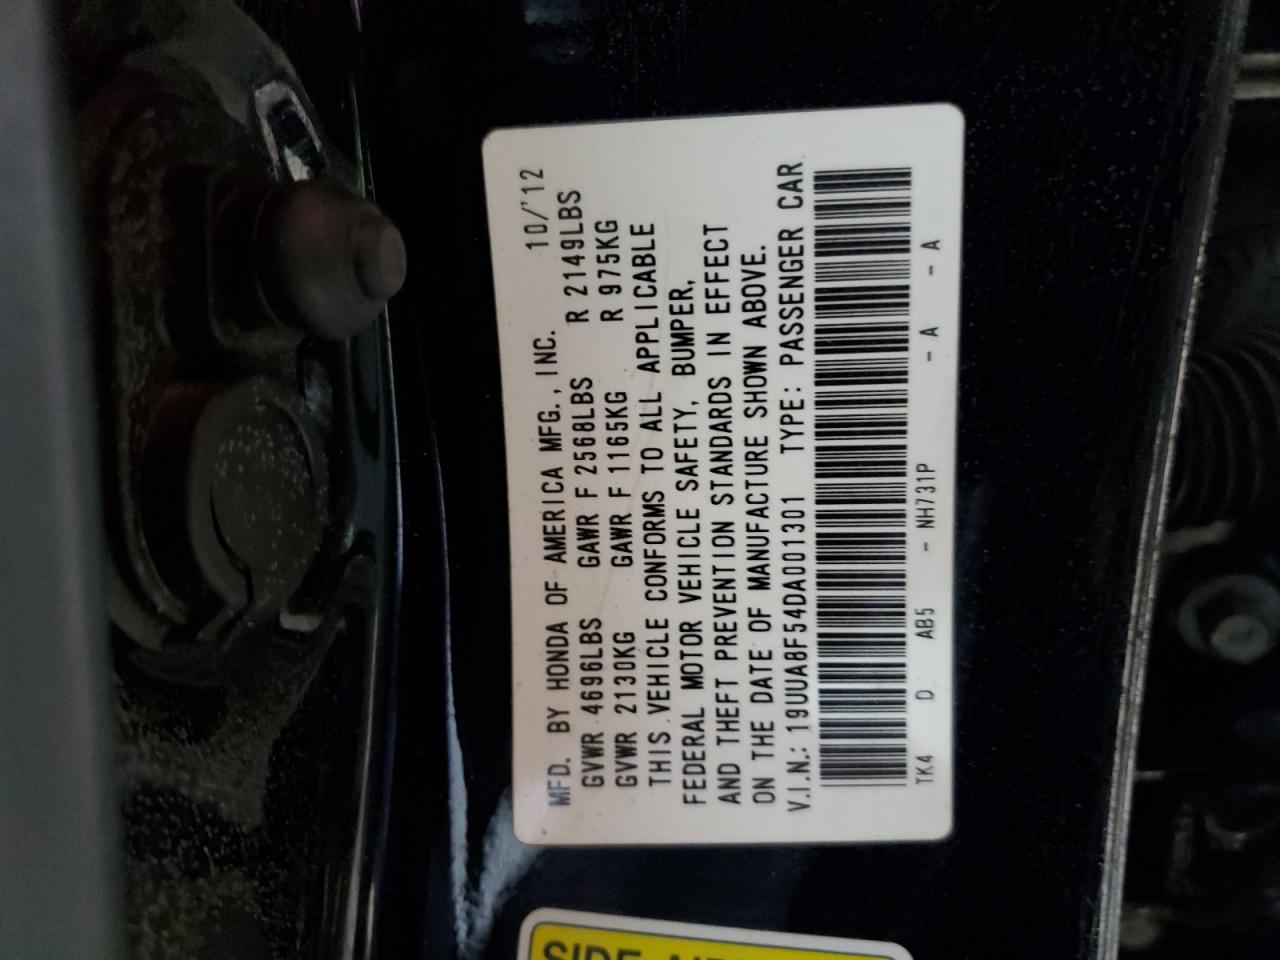 MFD. BY HONDA OF AMERICA MFG., INC. 10/'12
GVWR 4696LBS GAWR F 2568LBS R 2149LBS
GVWR 2130KG GAWR F 1165KG R 975KG
THIS VEHICLE CONFORMS TO ALL APPLICABLE
FEDERAL MOTOR VEHICLE SAFETY, BUMPER,
AND THEFT PREVENTION STANDARDS IN EFFECT
ON THE DATE OF MANUFACTURE SHOWN ABOVE.
V.I.N.: 19UUA8F54DA001301 TYPE: PASSENGER CAR
TK4 D AB5 - NH731P - A - A
SIDE